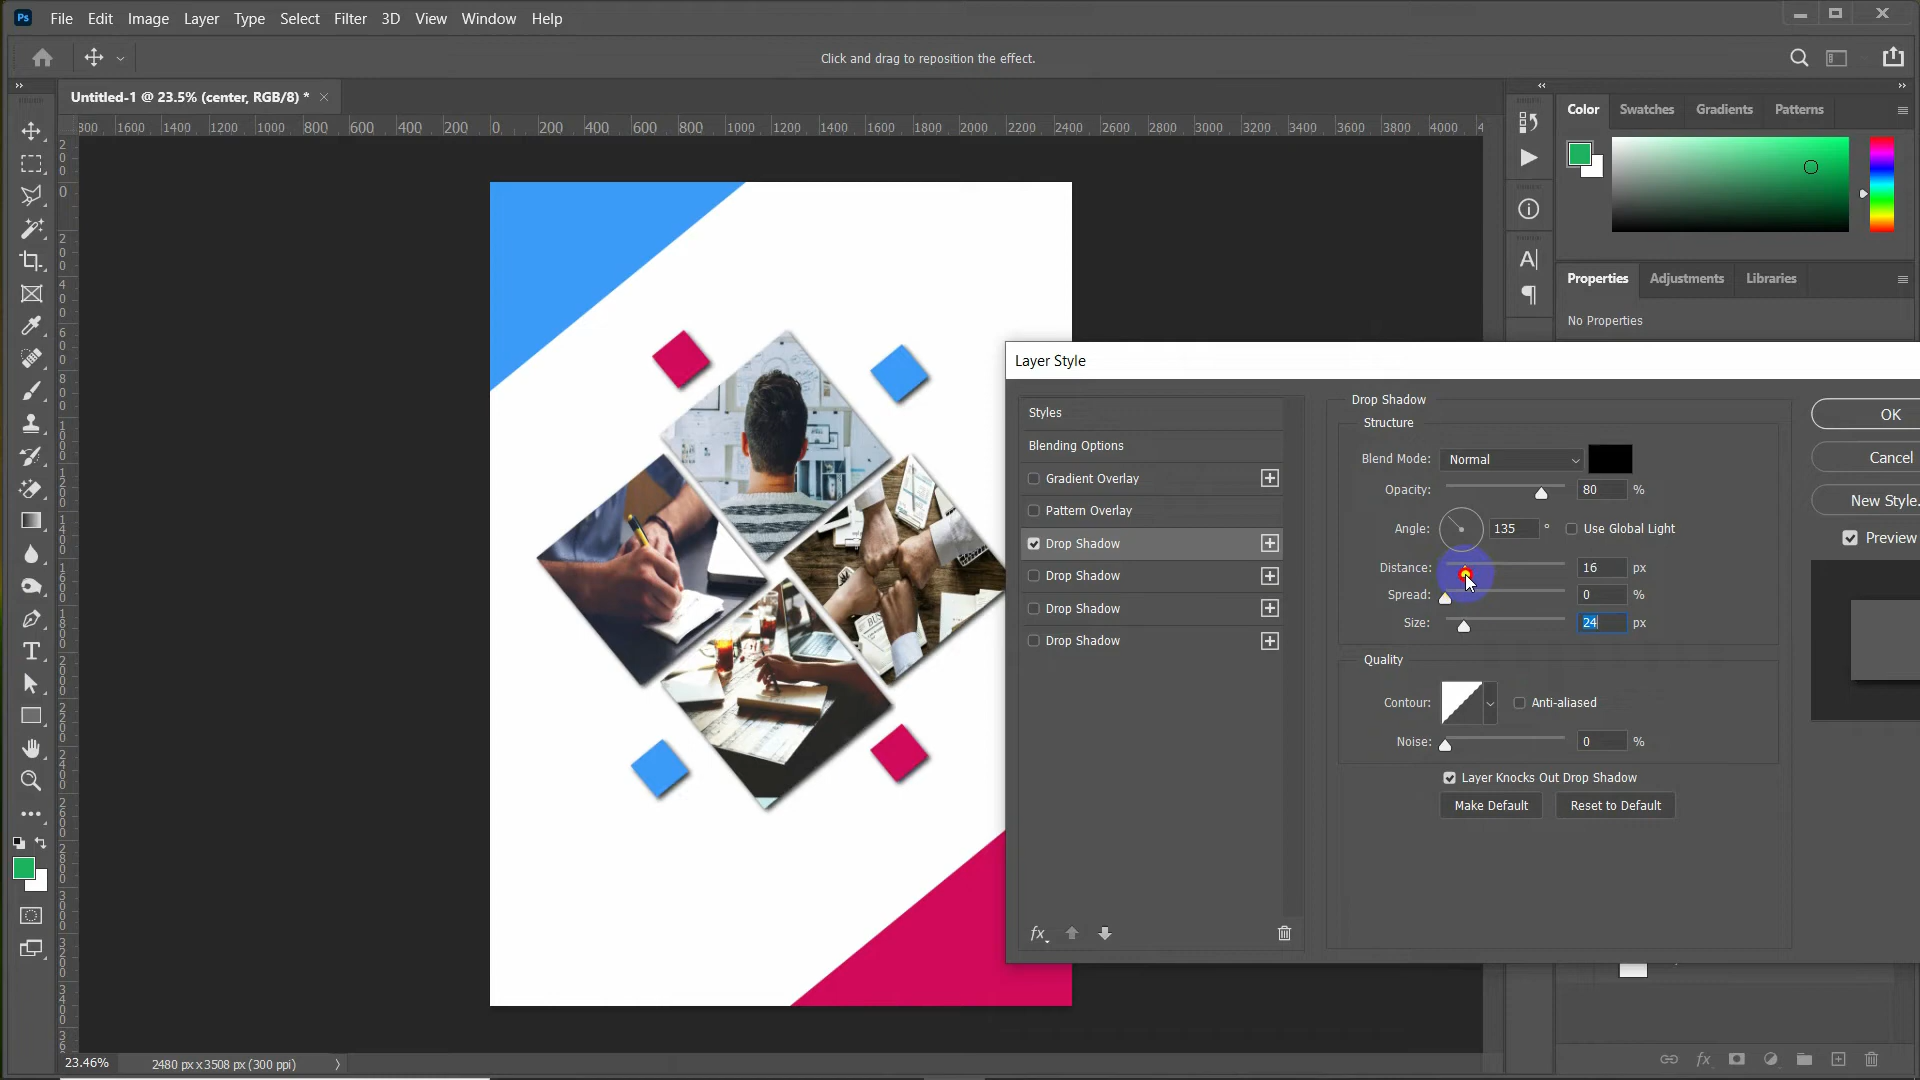 Ps File Edit Image Layer Type Select Filter 3D View Window Help
Click and drag to reposition the effect.
Untitled-1 @ 23.5% (center, RGB/8) * ×
800 1600 1400 1200 1000 800 600 400 200 0 200 400 600 800 1000 1200 1400 1600 1800 2000 2200 2400 2600 2800 3000 3200 3400 3600 3800 4000 4
Color Swatches Gradients Patterns
Properties Adjustments Libraries
No Properties
Layer Style
Styles
Blending Options
Gradient Overlay
Pattern Overlay
Drop Shadow
Drop Shadow
Drop Shadow
Drop Shadow
fx
Drop Shadow
Structure
Blend Mode: Normal
Opacity: 80 %
Angle: 135 ° Use Global Light
Distance: 16 px
Spread: 0 %
Size: 24 px
Quality
Contour: Anti-aliased
Noise: 0 %
Layer Knocks Out Drop Shadow
Make Default Reset to Default
OK
Cancel
New Style.
Preview
23.46% 2480 px x 3508 px (300 ppi)
fx